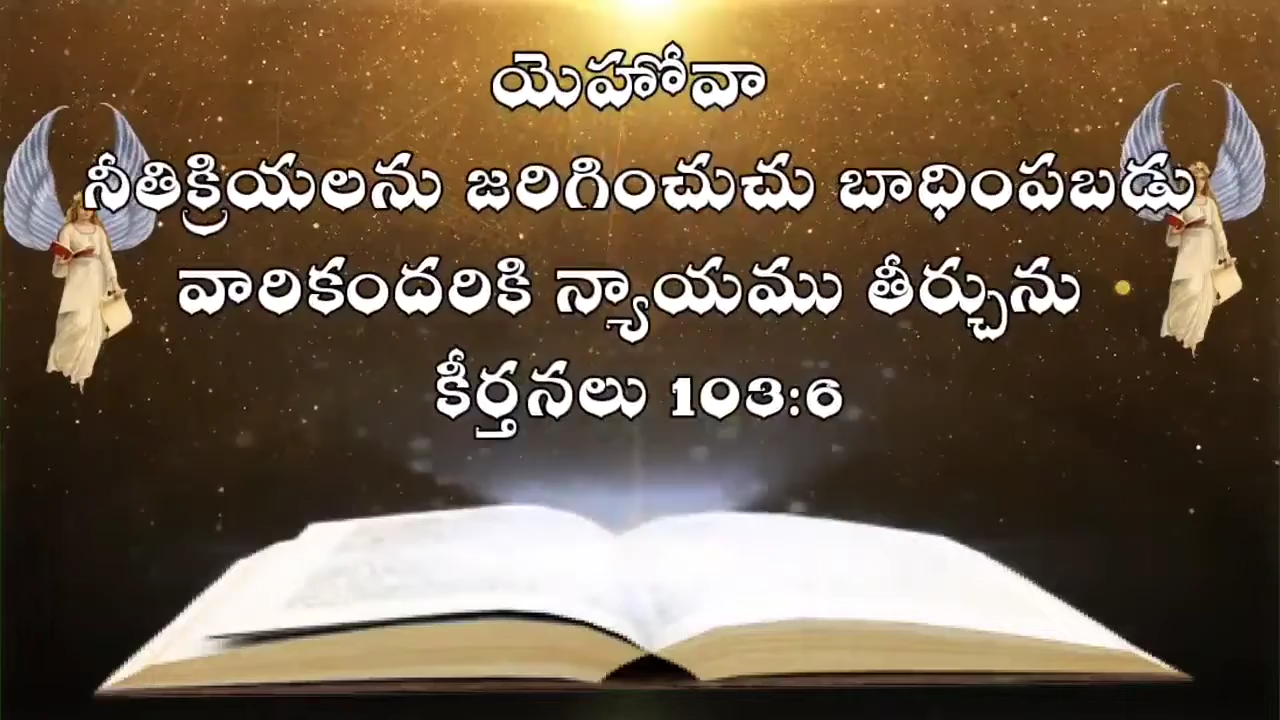 యెహోవా
నీతిక్రియలను జరిగించుచు బాధింపబడు
వారికందరికి న్యాయము తీర్చును
కీర్తనలు 103:6